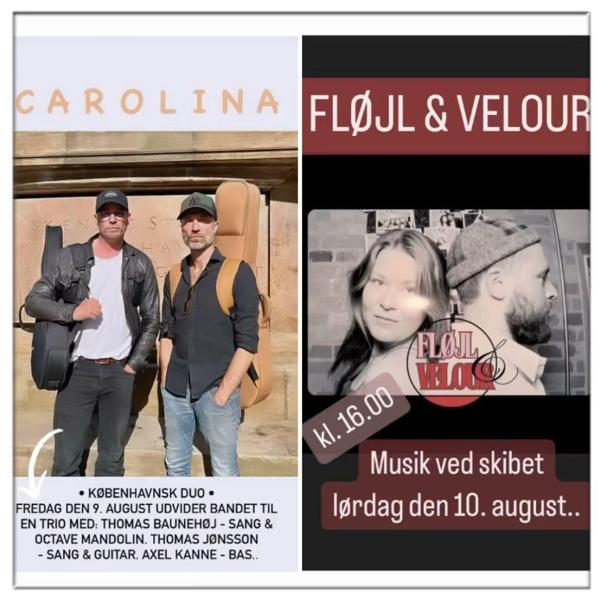 CAROLINA
• KØBENHAVNSK DUO •
FREDAG DEN 9. AUGUST UDVIDER BANDET TIL
EN TRIO MED: THOMAS BAUNEHØJ - SANG &
OCTAVE MANDOLIN. THOMAS JØNSSON
- SANG & GUITAR. AXEL KANNE - BAS..
FLØJL & VELOUR
FLØJL &
VELOUR
kl. 16.00
Musik ved skibet
lørdag den 10. august..